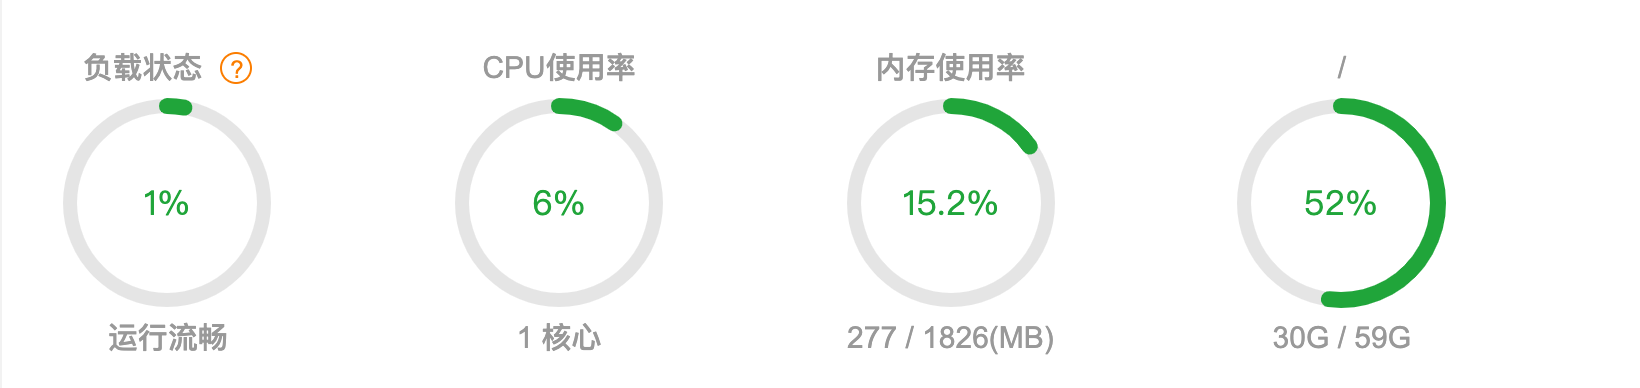 负载状态 ?
CPU使用率
内存使用率
/
1%
6%
15.2%
52%
运行流畅
1 核心
277 / 1826(MB)
30G / 59G